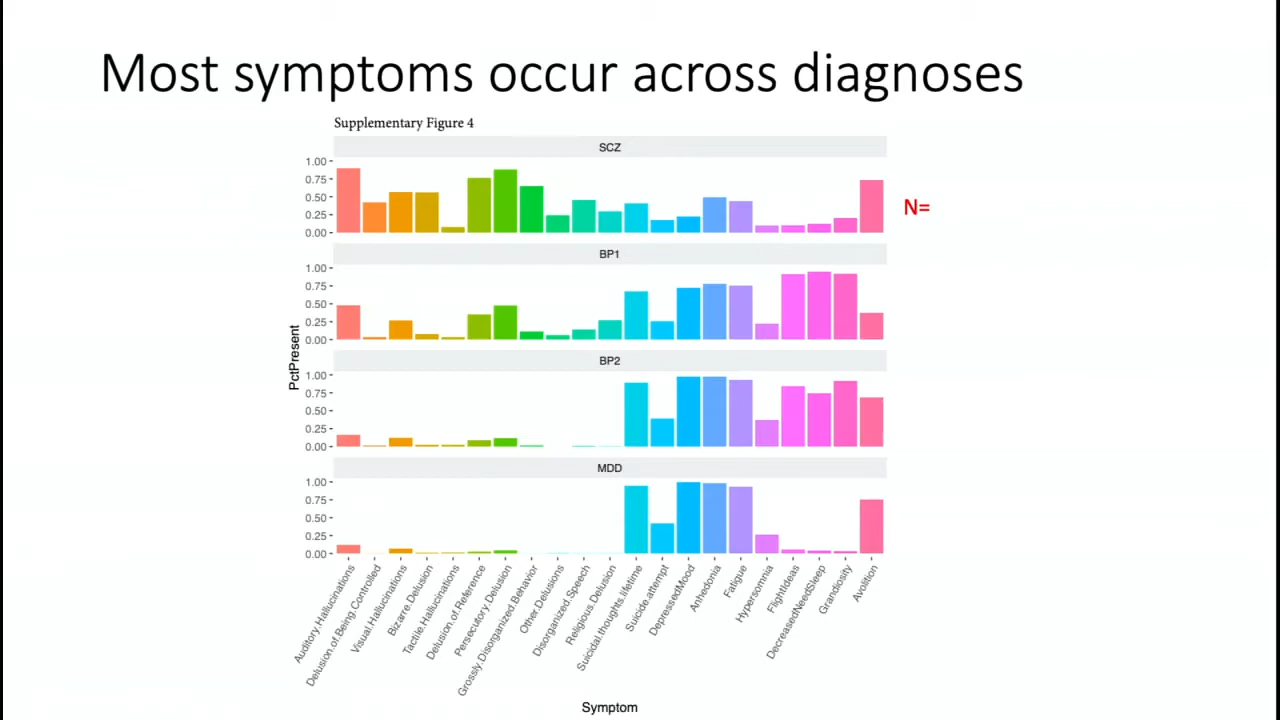 Most symptoms occur across diagnoses
Supplementary Figure 4
SCZ
1.00
0.75
0.50
0.25
0.00
N=
BP1
1.00
0.75
0.50
0.25
0.00
BP2
1.00
0.75
0.50
0.25
0.00
MDD
1.00
0.75
0.50
0.25
0.00
PctPresent
Auditory.Hallucinations
Delusion.of.Being.Controlled
Visual.Hallucinations
Bizarre.Delusion
Tactile.Hallucinations
Delusion.of.Reference
Persecutory.Delusion
Grossly.Disorganized.Behavior
Other.Delusions
Disorganized.Speech
Religious.Delusion
Suicidal.thoughts.lifetime
Suicide.attempt
DepressedMood
Anhedonia
Fatigue
Hypersomnia
FlightIdeas
DecreasedNeedSleep
Grandiosity
Avolition
Symptom